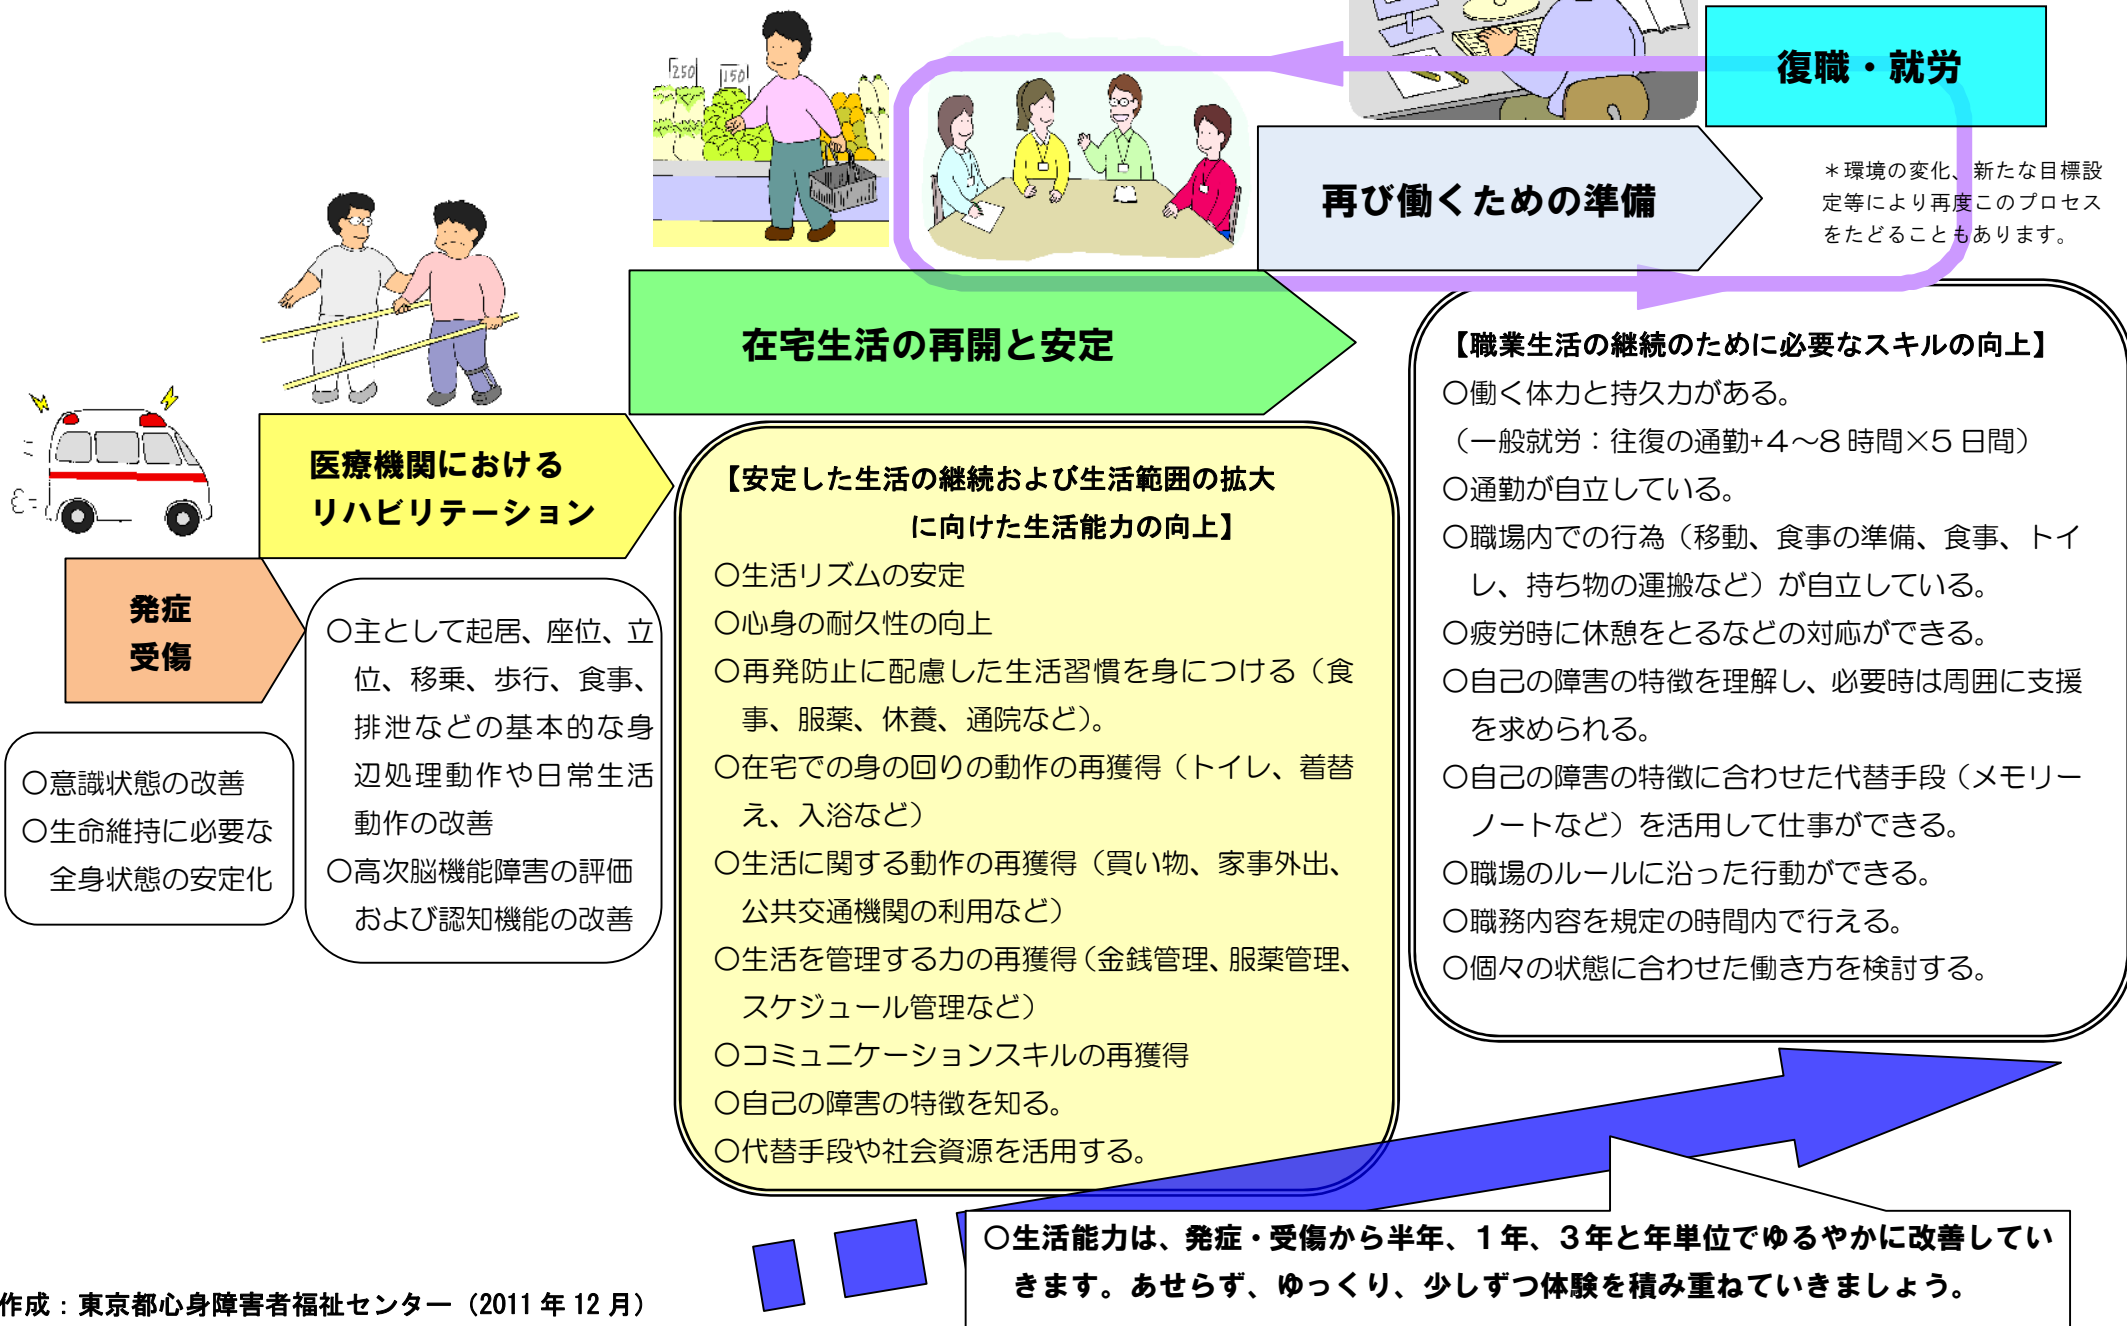 250
150
復職・就労
再び働くための準備
＊環境の変化、新たな目標設
定等により再度このプロセス
をたどることもあります。
在宅生活の再開と安定
医療機関における
リハビリテーション
発症
受傷
○意識状態の改善
○生命維持に必要な
全身状態の安定化
○主として起居、座位、立
位、移乗、歩行、食事、
排泄などの基本的な身
辺処理動作や日常生活
動作の改善
○高次脳機能障害の評価
および認知機能の改善
【安定した生活の継続および生活範囲の拡大
に向けた生活能力の向上】
○生活リズムの安定
○心身の耐久性の向上
○再発防止に配慮した生活習慣を身につける（食
事、服薬、休養、通院など）。
○在宅での身の回りの動作の再獲得（トイレ、着替
え、入浴など）
○生活に関する動作の再獲得（買い物、家事外出、
公共交通機関の利用など）
○生活を管理する力の再獲得（金銭管理、服薬管理、
スケジュール管理など）
○コミュニケーションスキルの再獲得
○自己の障害の特徴を知る。
○代替手段や社会資源を活用する。
【職業生活の継続のために必要なスキルの向上】
○働く体力と持久力がある。
（一般就労：往復の通勤+４～８時間×５日間）
○通勤が自立している。
○職場内での行為（移動、食事の準備、食事、トイ
レ、持ち物の運搬など）が自立している。
○疲労時に休憩をとるなどの対応ができる。
○自己の障害の特徴を理解し、必要時は周囲に支援
を求められる。
○自己の障害の特徴に合わせた代替手段（メモリー
ノートなど）を活用して仕事ができる。
○職場のルールに沿った行動ができる。
○職務内容を規定の時間内で行える。
○個々の状態に合わせた働き方を検討する。
○生活能力は、発症・受傷から半年、１年、３年と年単位でゆるやかに改善してい
きます。あせらず、ゆっくり、少しずつ体験を積み重ねていきましょう。
作成：東京都心身障害者福祉センター（2011 年 12 月）